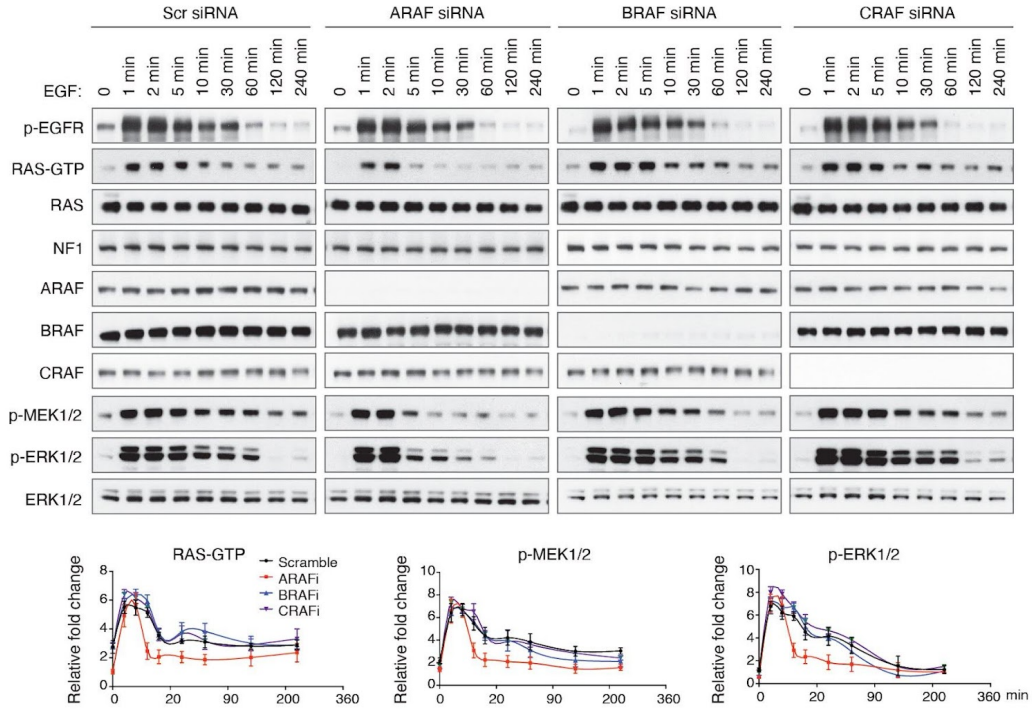 Scr siRNA ARAF siRNA BRAF siRNA CRAF siRNA
EGF: 0 1 min 2 min 5 min 10 min 30 min 60 min 120 min 240 min 0 1 min 2 min 5 min 10 min 30 min 60 min 120 min 240 min 0 1 min 2 min 5 min 10 min 30 min 60 min 120 min 240 min 0 1 min 2 min 5 min 10 min 30 min 60 min 120 min 240 min
p-EGFR
RAS-GTP
RAS
NF1
ARAF
BRAF
CRAF
p-MEK1/2
p-ERK1/2
ERK1/2
RAS-GTP
Relative fold change
8
6
4
2
0
0 20 90 200 360
Scramble
ARAFi
BRAFi
CRAFi
p-MEK1/2
Relative fold change
10
8
6
4
2
0
0 20 90 200 360
p-ERK1/2
Relative fold change
10
8
6
4
2
0
0 20 90 200 360 min